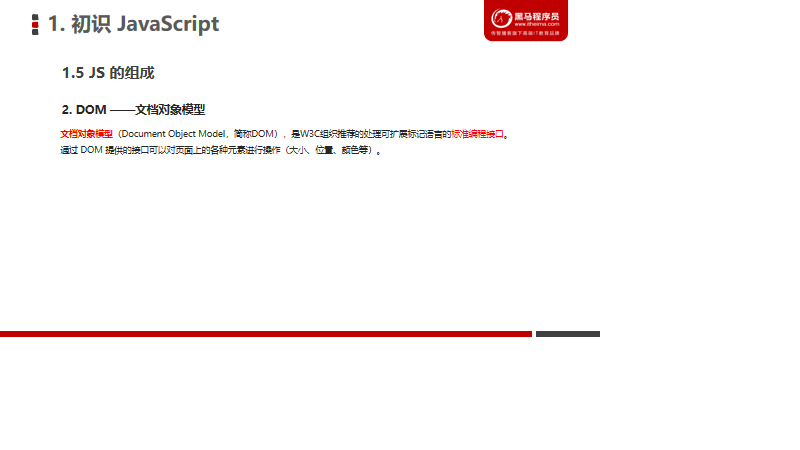 1. 初识 JavaScript
黑马程序员
www.itheima.com
传智播客旗下高端IT教育品牌
1.5 JS 的组成
2. DOM ——文档对象模型
文档对象模型（Document Object Model，简称DOM），是W3C组织推荐的处理可扩展标记语言的标准编程接口。
通过 DOM 提供的接口可以对页面上的各种元素进行操作（大小、位置、颜色等）。